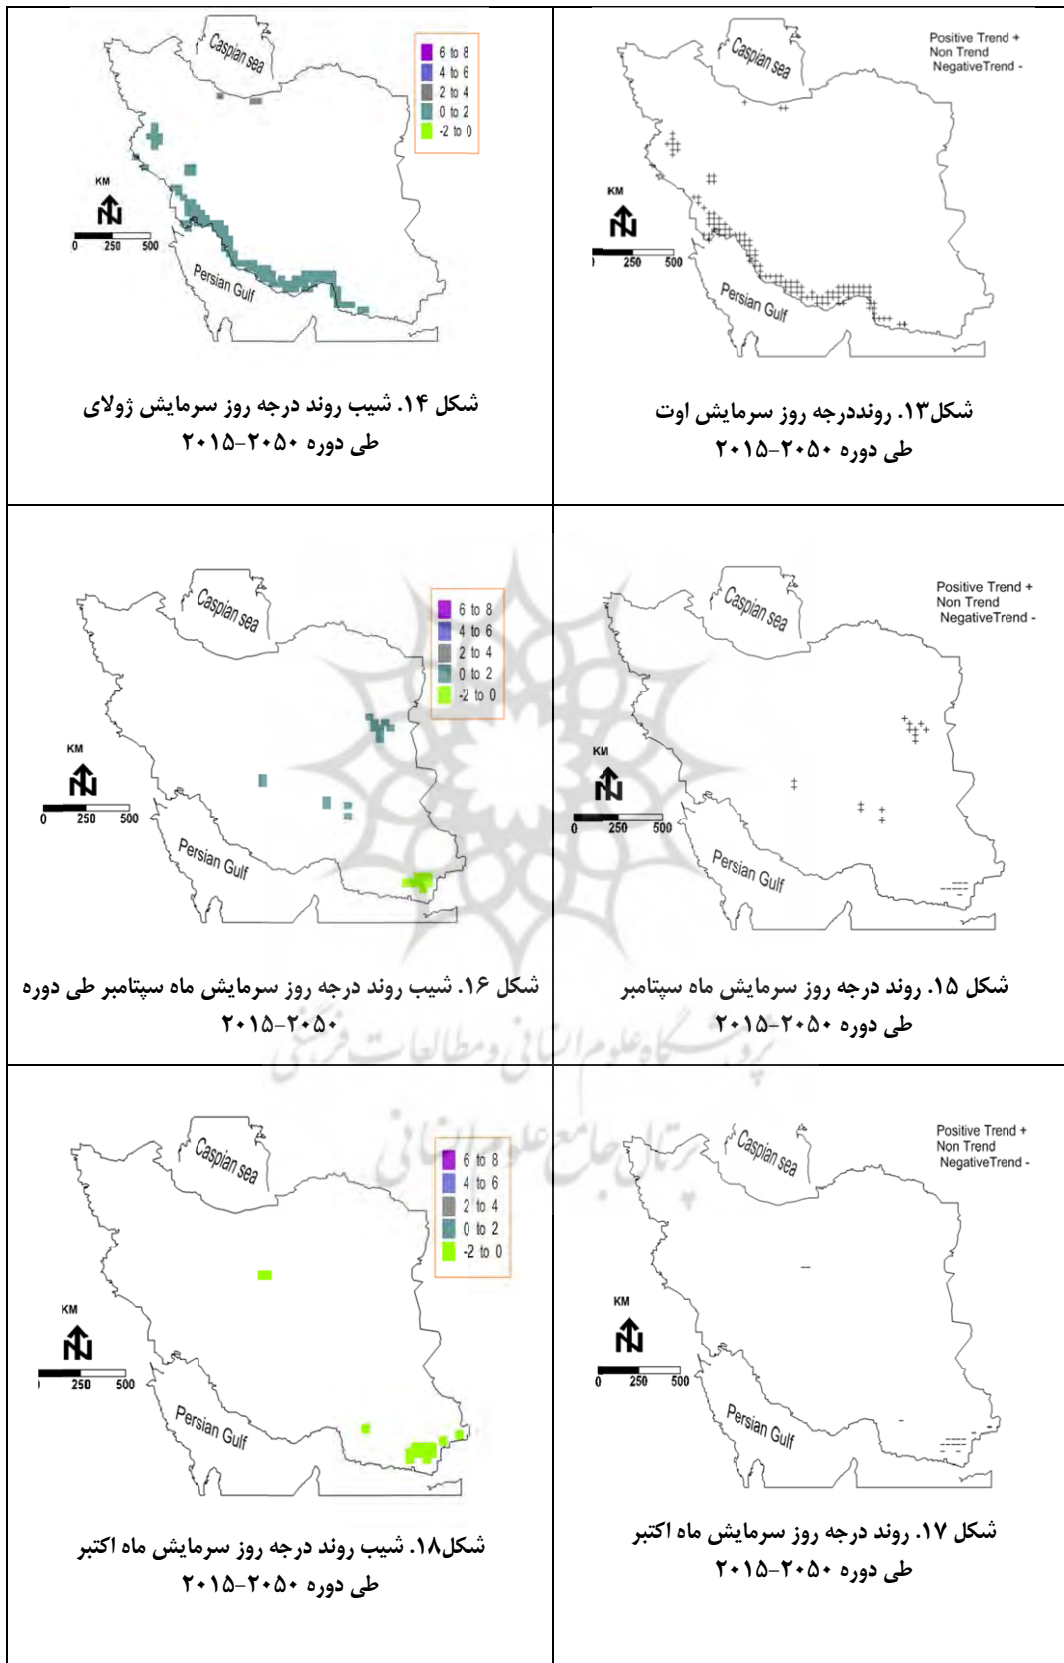 Positive Trend +
Non Trend
NegativeTrend -
Caspian sea
KM
0 250 500
Persian Gulf
شکل۱۳. رونددرجه روز سرمایش اوت
طی دوره ۲۰۵۰-۲۰۱۵
6 to 8
4 to 6
2 to 4
0 to 2
-2 to 0
Caspian sea
KM
0 250 500
Persian Gulf
شکل ۱۴. شیب روند درجه روز سرمایش ژولای
طی دوره ۲۰۵۰-۲۰۱۵
Positive Trend +
Non Trend
NegativeTrend -
Caspian sea
KM
0 250 500
Persian Gulf
شکل ۱۵. روند درجه روز سرمایش ماه سپتامبر
طی دوره ۲۰۵۰-۲۰۱۵
6 to 8
4 to 6
2 to 4
0 to 2
-2 to 0
Caspian sea
KM
0 250 500
Persian Gulf
شکل ۱۶. شیب روند درجه روز سرمایش ماه سپتامبر طی دوره
۲۰۵۰-۲۰۱۵
پژوهشگاه علوم انسانی و مطالعات فرهنگی
پرتال جامع علوم انسانی
Positive Trend +
Non Trend
NegativeTrend -
Caspian sea
KM
0 250 500
Persian Gulf
شکل ۱۷. روند درجه روز سرمایش ماه اکتبر
طی دوره ۲۰۵۰-۲۰۱۵
6 to 8
4 to 6
2 to 4
0 to 2
-2 to 0
Caspian sea
KM
250 500
Persian Gulf
شکل۱۸. شیب روند درجه روز سرمایش ماه اکتبر
طی دوره ۲۰۵۰-۲۰۱۵